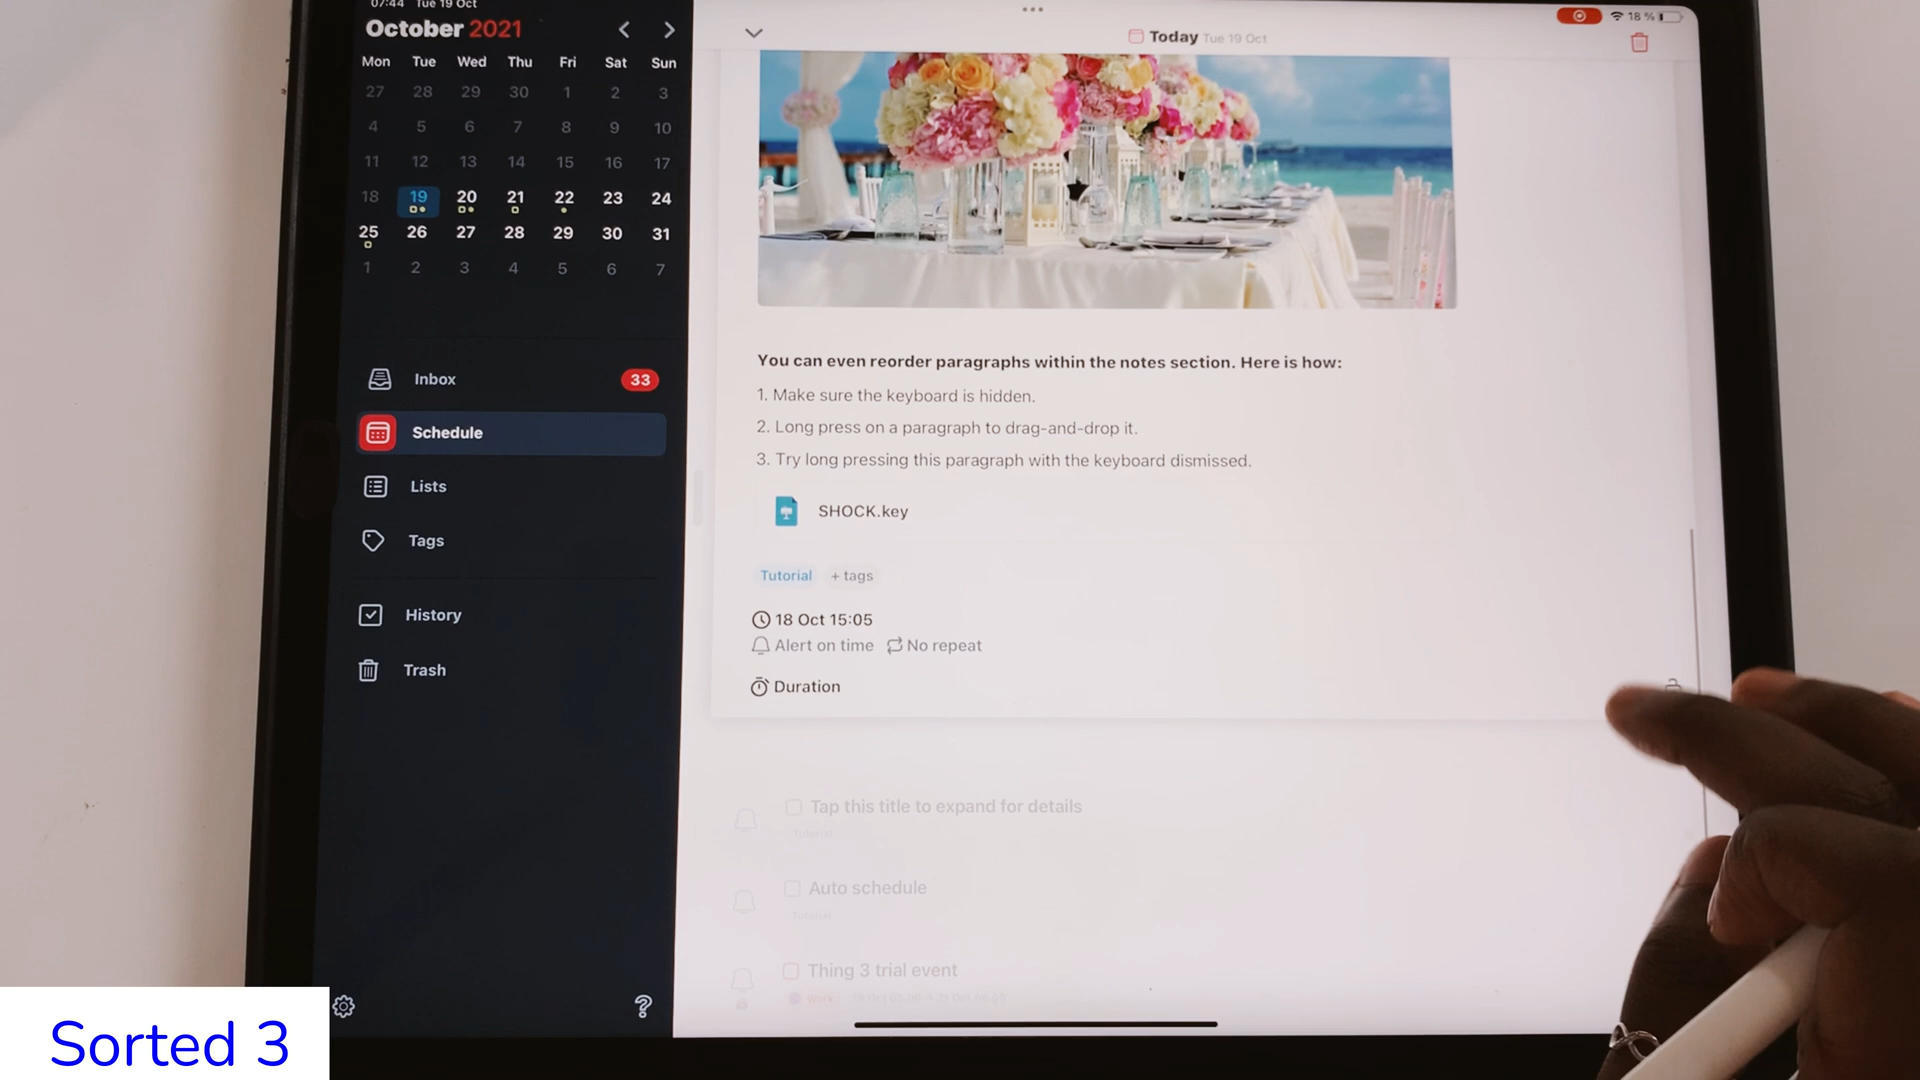 07:44 Tue 19 Oct
October 2021
Mon Tue Wed Thu Fri Sat Sun
27 28 29 30 1 2 3
4 5 6 7 8 9 10
11 12 13 14 15 16 17
18 19 20 21 22 23 24
25 26 27 28 29 30 31
1 2 3 4 5 6 7
Inbox 33
Schedule
Lists
Tags
History
Trash
18 %
Today Tue 19 Oct
You can even reorder paragraphs within the notes section. Here is how:
1. Make sure the keyboard is hidden.
2. Long press on a paragraph to drag-and-drop it.
3. Try long pressing this paragraph with the keyboard dismissed.
SHOCK.key
Tutorial + tags
18 Oct 15:05
Alert on time No repeat
Duration
Tap this title to expand for details
Tutorial
Auto schedule
Tutorial
Thing 3 trial event
Work
Sorted 3